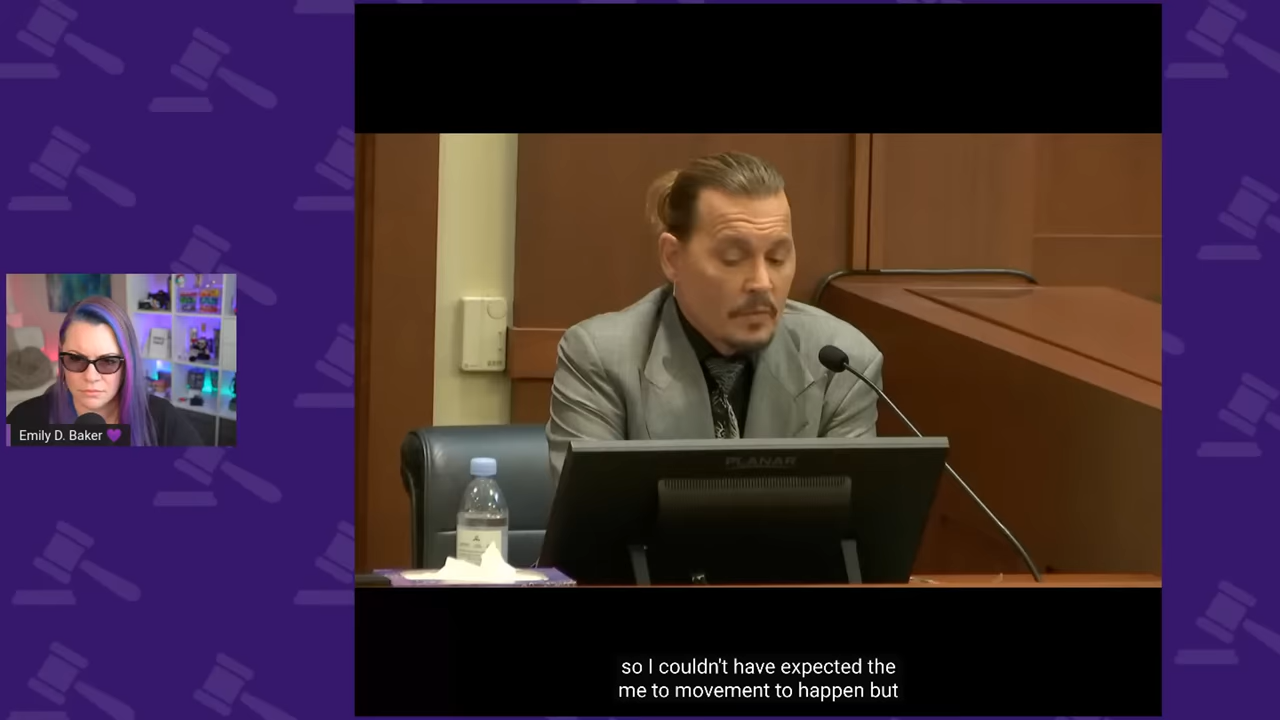 Emily D. Baker 💜
PLANAR
so I couldn't have expected the
me to movement to happen but